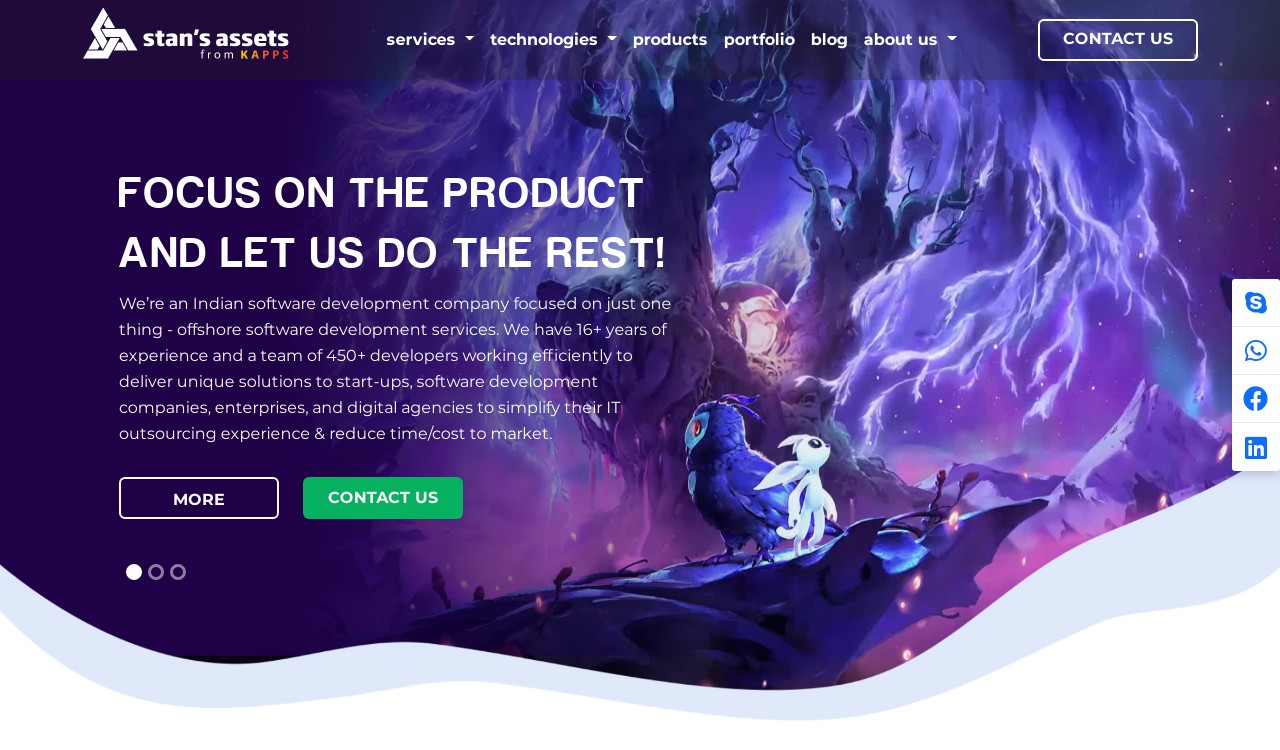 stan's assets
from KAPPS
services
technologies
products
portfolio
blog
about us
CONTACT US
FOCUS ON THE PRODUCT
AND LET US DO THE REST!
We’re an Indian software development company focused on just one
thing - offshore software development services. We have 16+ years of
experience and a team of 450+ developers working efficiently to
deliver unique solutions to start-ups, software development
companies, enterprises, and digital agencies to simplify their IT
outsourcing experience & reduce time/cost to market.
MORE
CONTACT US